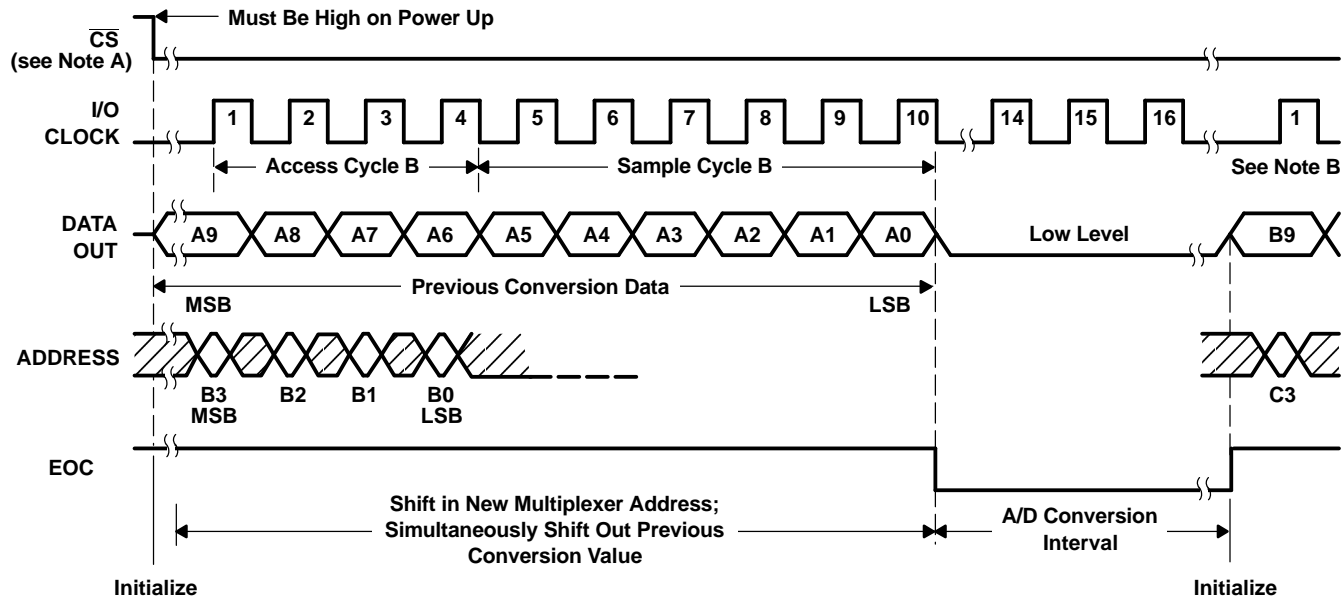 Must Be High on Power Up
CS
(see Note A)
I/O
CLOCK
1 2 3 4 5 6 7 8 9 10 14 15 16 1
Access Cycle B Sample Cycle B See Note B
DATA
OUT
A9 A8 A7 A6 A5 A4 A3 A2 A1 A0 Low Level B9
Previous Conversion Data
MSB LSB
ADDRESS
B3 B2 B1 B0 C3
MSB LSB
EOC
Shift in New Multiplexer Address;
Simultaneously Shift Out Previous
Conversion Value
A/D Conversion
Interval
Initialize Initialize